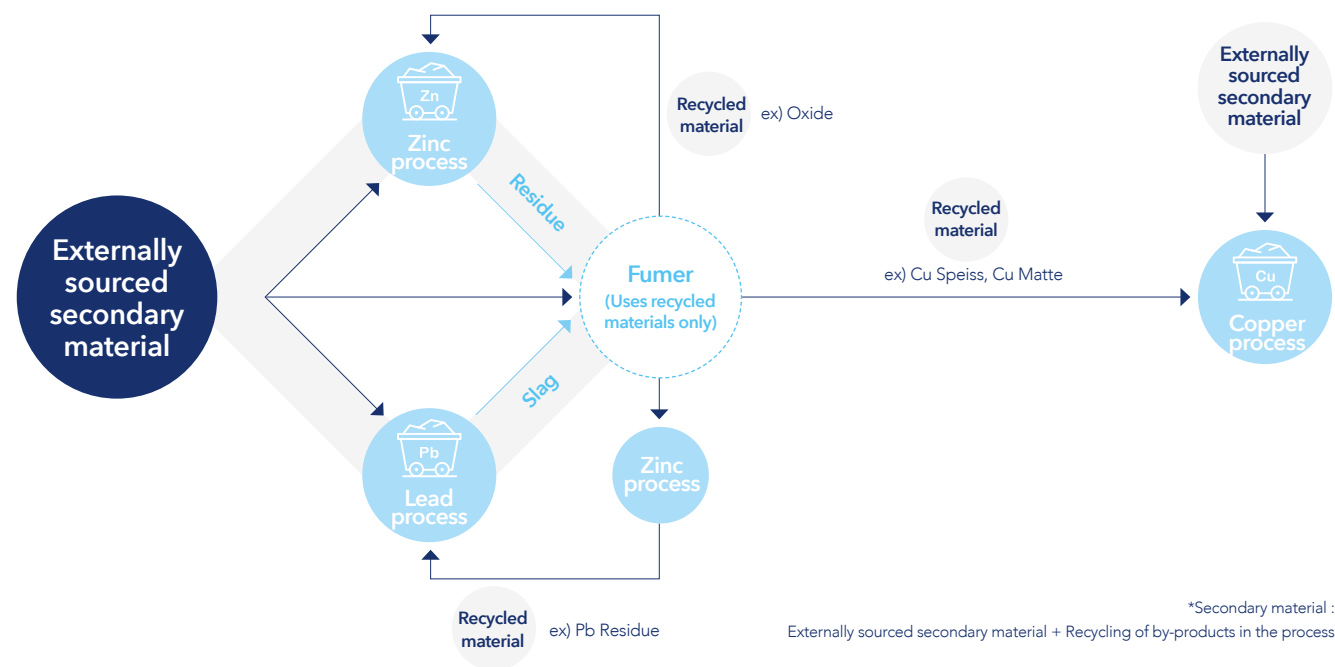 Externally
sourced
secondary
material
Zn
Zinc
process
Residue
Recycled
material
ex) Oxide
Fumer
(Uses recycled
materials only)
Slag
Pb
Lead
process
Zinc
process
Recycled
material
ex) Pb Residue
Recycled
material
ex) Cu Speiss, Cu Matte
Externally
sourced
secondary
material
Cu
Copper
process
*Secondary material :
Externally sourced secondary material + Recycling of by-products in the process